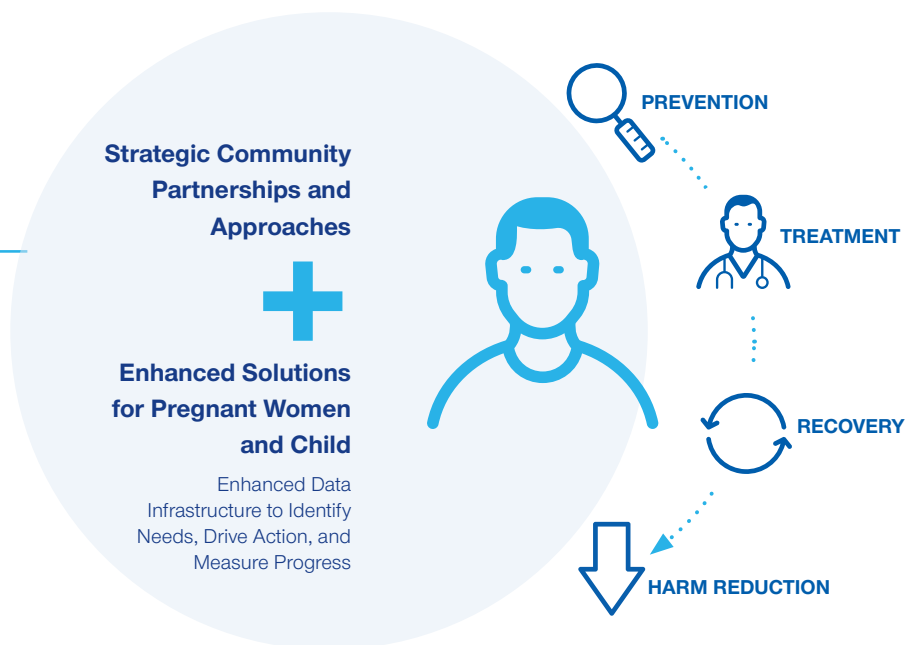 Strategic Community
Partnerships and
Approaches
Enhanced Solutions
for Pregnant Women
and Child
Enhanced Data
Infrastructure to Identify
Needs, Drive Action, and
Measure Progress
PREVENTION
TREATMENT
RECOVERY
HARM REDUCTION